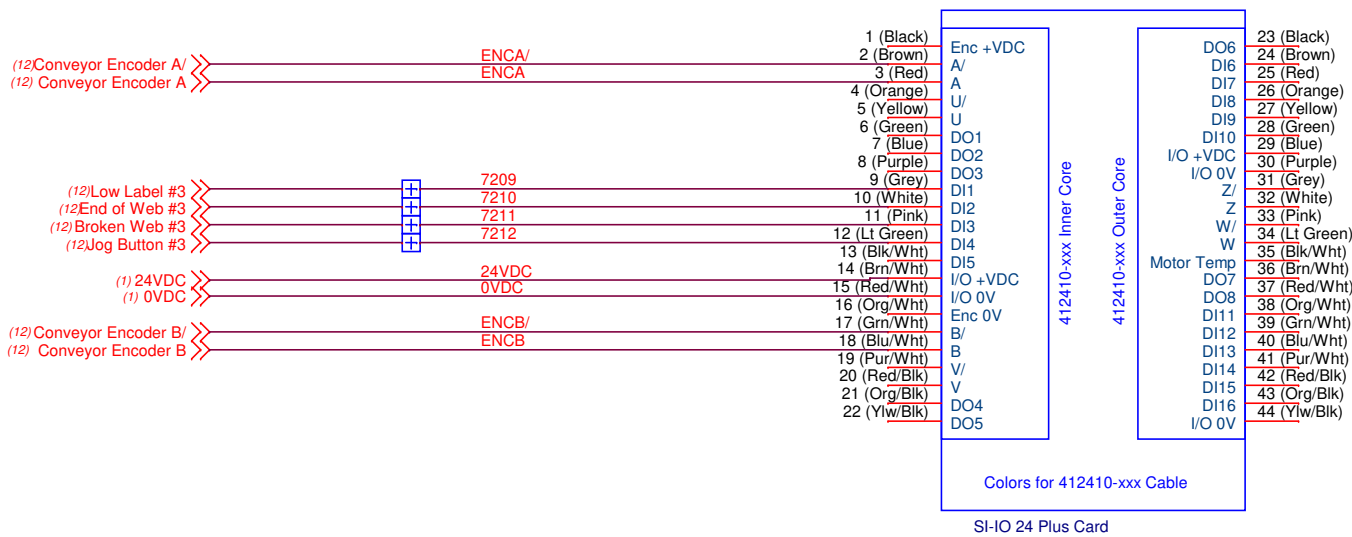 (12)Conveyor Encoder A/
(12) Conveyor Encoder A
(12)Low Label #3
(12)End of Web #3
(12)Broken Web #3
(12)Jog Button #3
(1) 24VDC
(1) 0VDC
(12)Conveyor Encoder B/
(12) Conveyor Encoder B
ENCA/
ENCA
7209
7210
7211
7212
24VDC
0VDC
ENCB/
ENCB
1 (Black)
2 (Brown)
3 (Red)
4 (Orange)
5 (Yellow)
6 (Green)
7 (Blue)
8 (Purple)
9 (Grey)
10 (White)
11 (Pink)
12 (Lt Green)
13 (Blk/Wht)
14 (Brn/Wht)
15 (Red/Wht)
16 (Org/Wht)
17 (Grn/Wht)
18 (Blu/Wht)
19 (Pur/Wht)
20 (Red/Blk)
21 (Org/Blk)
22 (Ylw/Blk)
Enc +VDC
A/
A
U/
U
DO1
DO2
DO3
DI1
DI2
DI3
DI4
DI5
I/O +VDC
I/O 0V
Enc 0V
B/
B
V/
V
DO4
DO5
412410-xxx Inner Core
412410-xxx Outer Core
DO6
DI6
DI7
DI8
DI9
DI10
I/O +VDC
I/O 0V
Z/
Z
W/
W
Motor Temp
DO7
DO8
DI11
DI12
DI13
DI14
DI15
DI16
I/O 0V
23 (Black)
24 (Brown)
25 (Red)
26 (Orange)
27 (Yellow)
28 (Green)
29 (Blue)
30 (Purple)
31 (Grey)
32 (White)
33 (Pink)
34 (Lt Green)
35 (Blk/Wht)
36 (Brn/Wht)
37 (Red/Wht)
38 (Org/Wht)
39 (Grn/Wht)
40 (Blu/Wht)
41 (Pur/Wht)
42 (Red/Blk)
43 (Org/Blk)
44 (Ylw/Blk)
Colors for 412410-xxx Cable
SI-IO 24 Plus Card